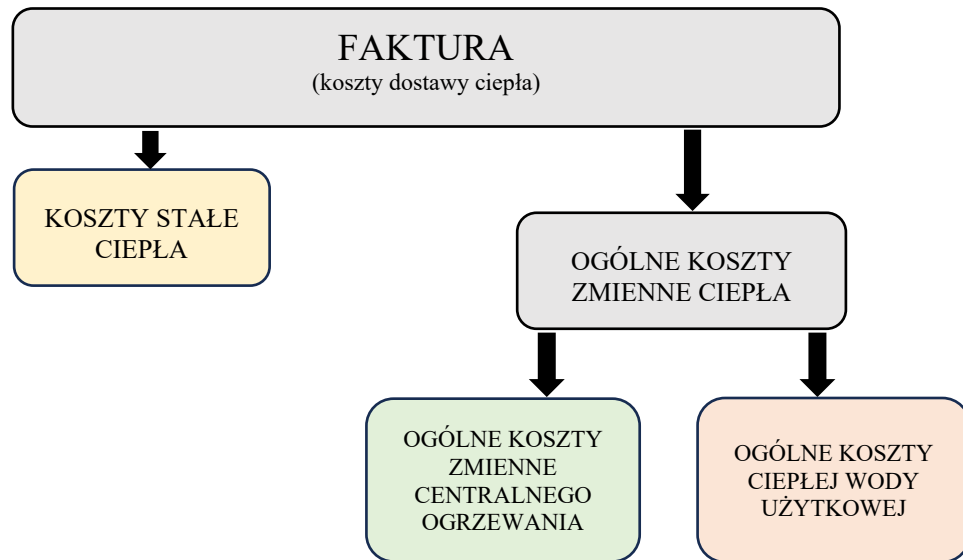 FAKTURA
(koszty dostawy ciepła)
KOSZTY STAŁE
CIEPŁA
OGÓLNE KOSZTY
ZMIENNE CIEPŁA
OGÓLNE KOSZTY
ZMIENNE
CENTRALNEGO
OGRZEWANIA
OGÓLNE KOSZTY
CIEPŁEJ WODY
UŻYTKOWEJ